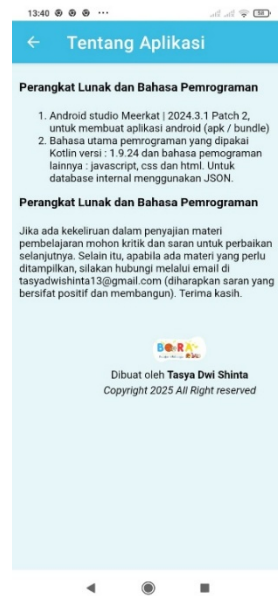 13:40
58
Tentang Aplikasi
Perangkat Lunak dan Bahasa Pemrograman
1. Android studio Meerkat | 2024.3.1 Patch 2,
untuk membuat aplikasi android (apk / bundle)
2. Bahasa utama pemrograman yang dipakai
Kotlin versi : 1.9.24 dan bahasa pemograman
lainnya : javascript, css dan html. Untuk
database internal menggunakan JSON.
Perangkat Lunak dan Bahasa Pemrograman
Jika ada kekeliruan dalam penyajian materi
pembelajaran mohon kritik dan saran untuk perbaikan
selanjutnya. Selain itu, apabila ada materi yang perlu
ditampilkan, silakan hubungi melalui email di
tasyadwishinta13@gmail.com (diharapkan saran yang
bersifat positif dan membangun). Terima kasih.
Dibuat oleh Tasya Dwi Shinta
Copyright 2025 All Right reserved